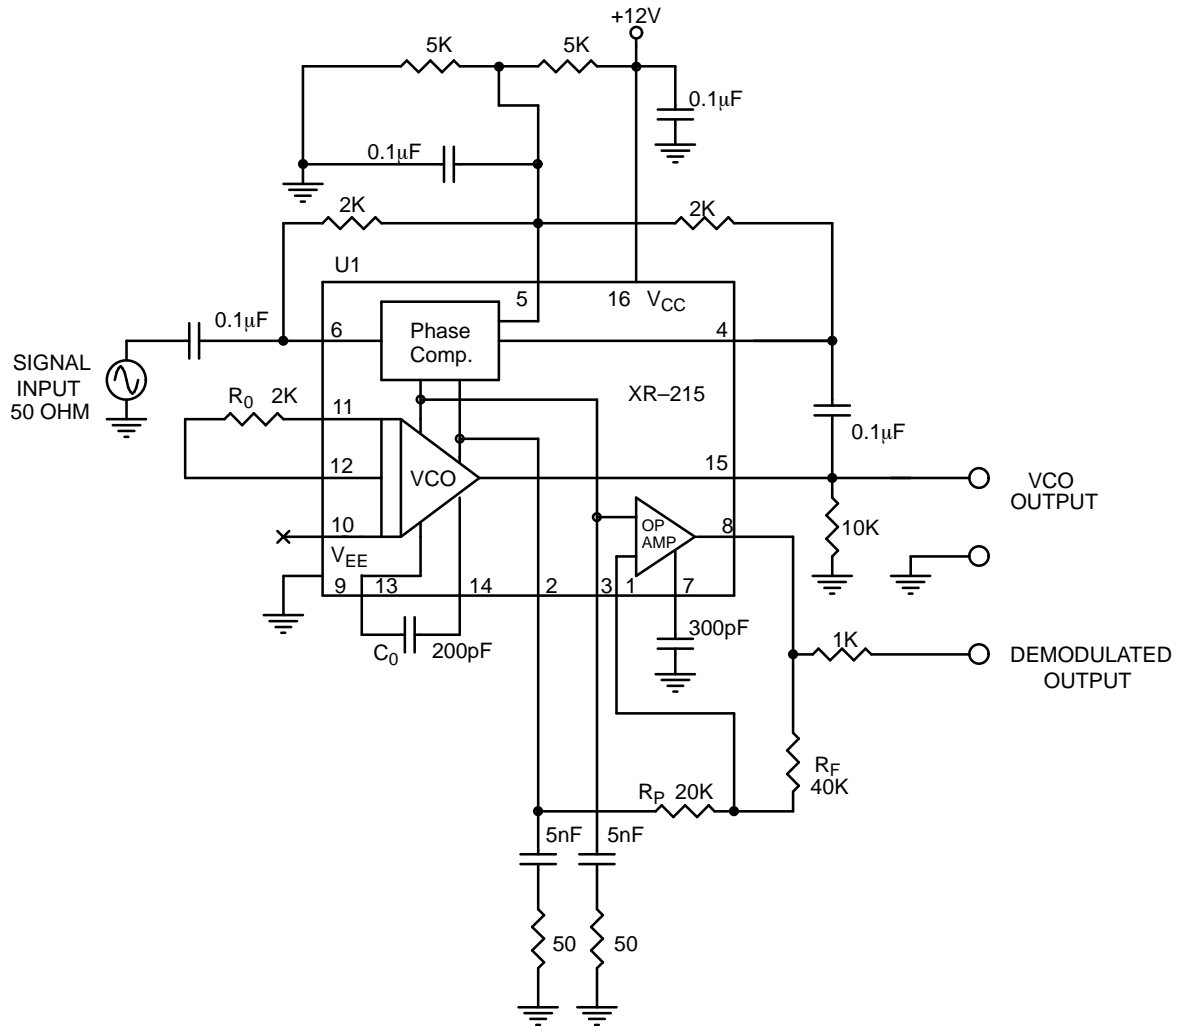 +12V
5K
5K
0.1µF
0.1µF
2K
2K
U1
5
16
VCC
0.1µF
6
Phase
Comp.
4
SIGNAL
INPUT
50 OHM
XR–215
R0
2K
11
0.1µF
12
VCO
15
VCO
OUTPUT
10
OP
AMP
8
10K
VEE
9
13
14
2
3
1
7
C0
200pF
300pF
1K
DEMODULATED
OUTPUT
RF
40K
RP
20K
5nF
5nF
50
50